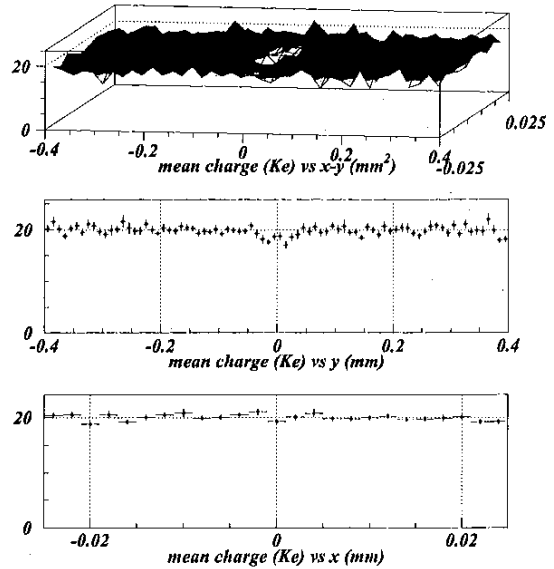 20
0
-0.4 -0.2 0 0.2 0.4 -0.025 0.025
mean charge (Ke) vs x-y (mm²)
20
0
-0.4 -0.2 0 0.2 0.4
mean charge (Ke) vs y (mm)
20
0
-0.02 0 0.02
mean charge (Ke) vs x (mm)